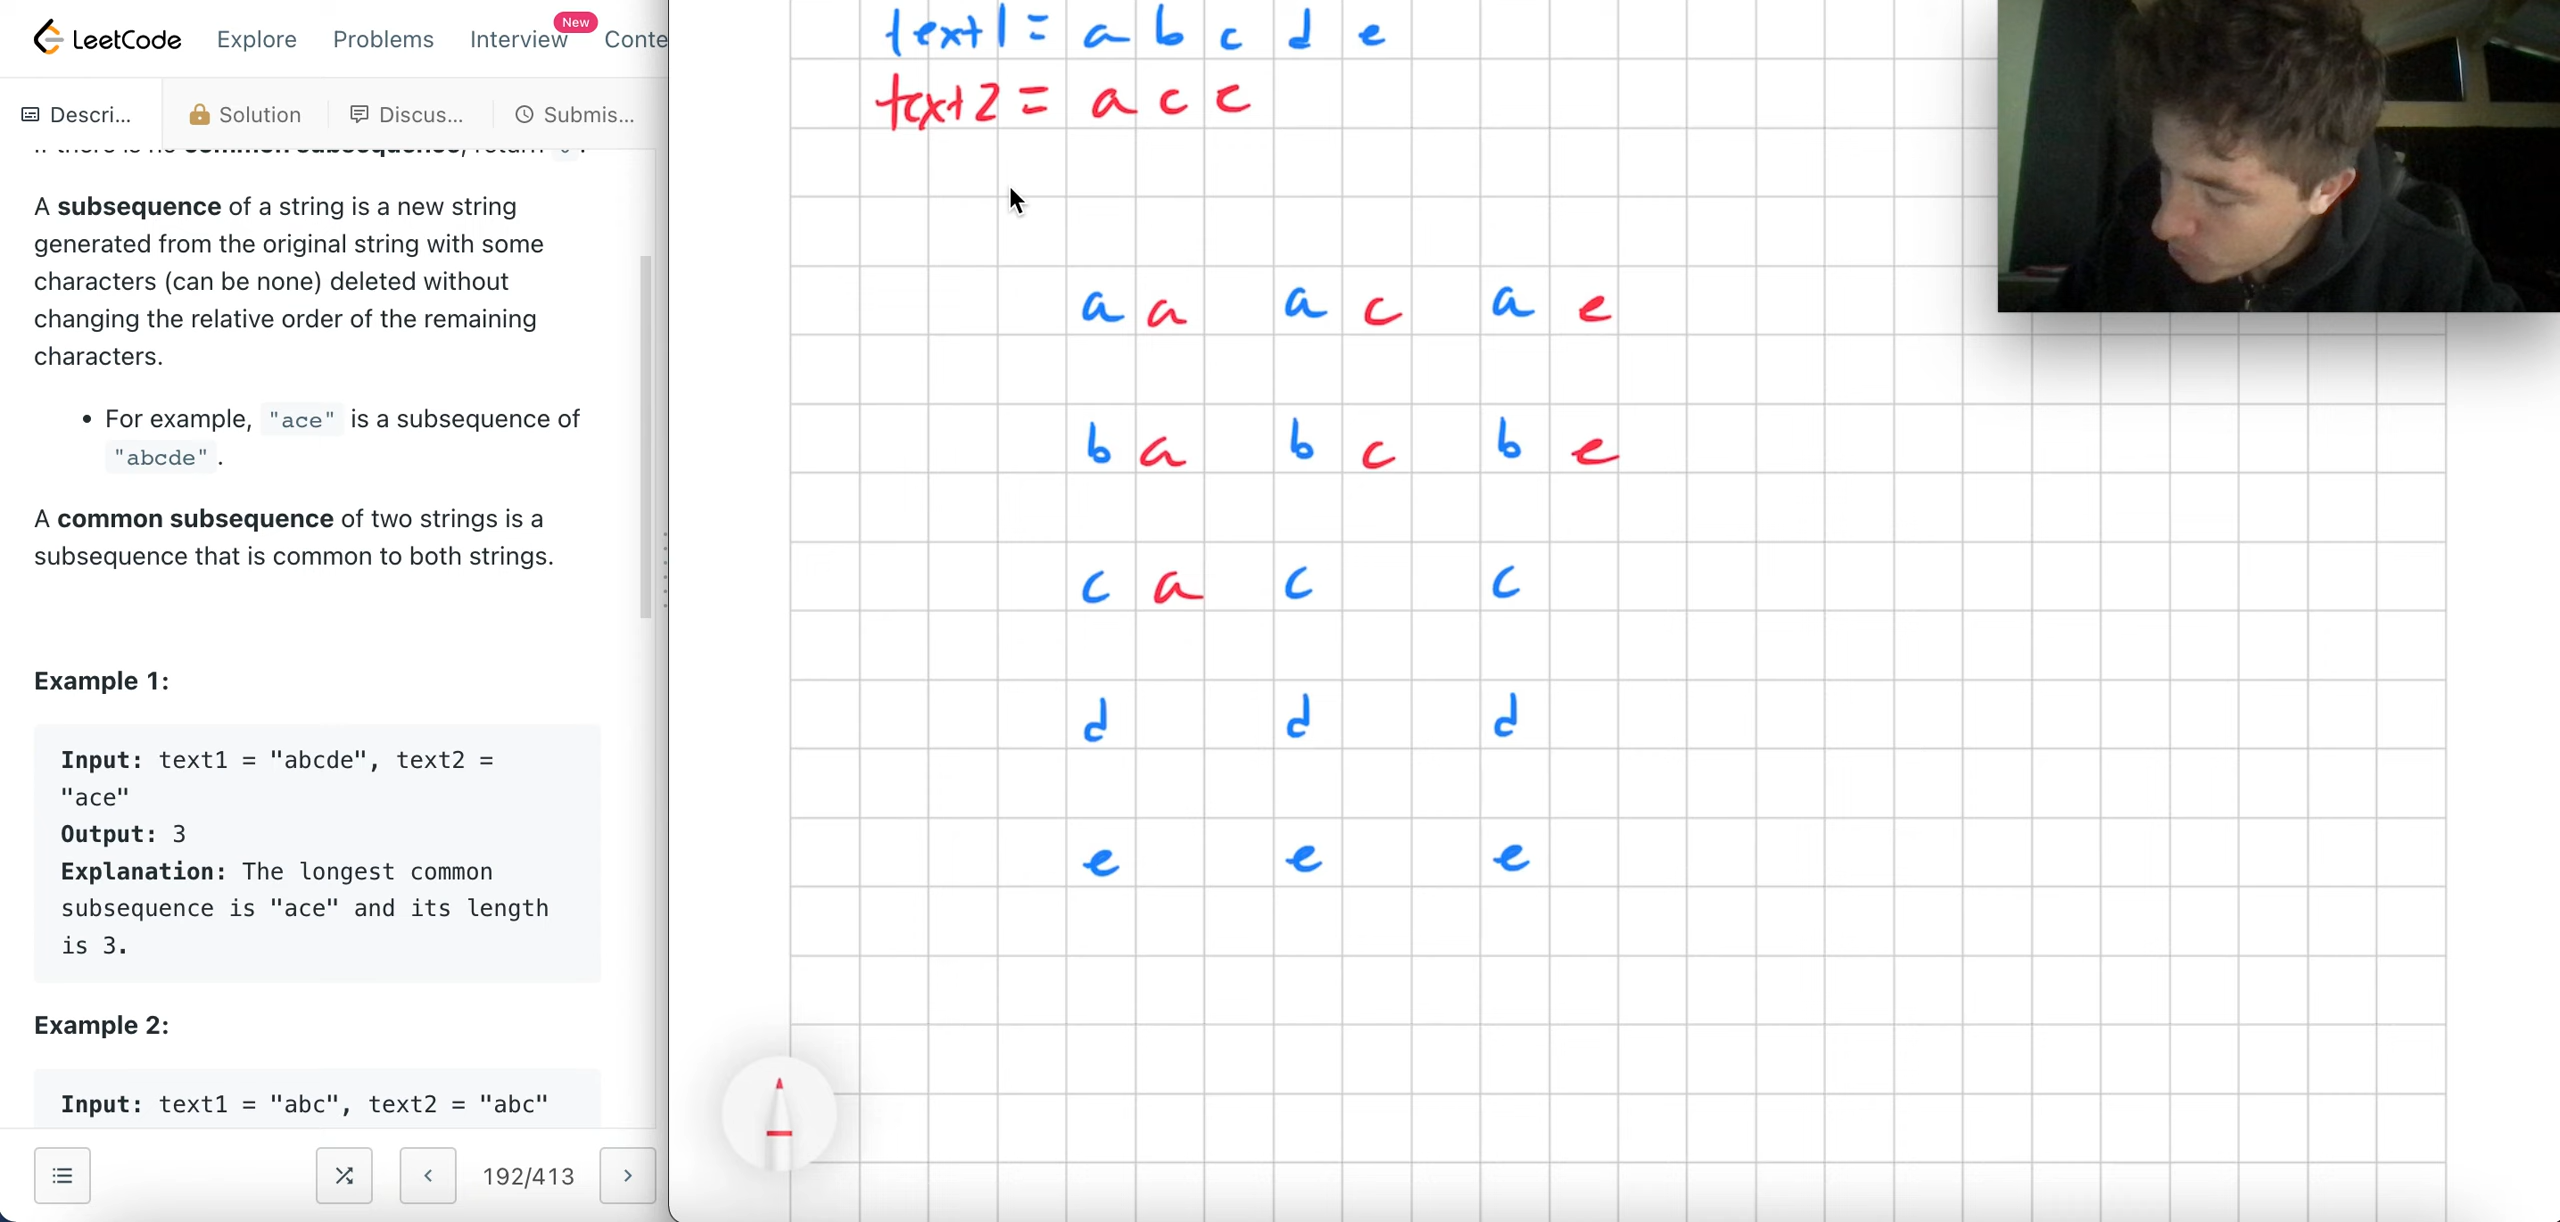 LeetCode Explore Problems Interview New Conte
Descri... Solution Discus... Submis...
A subsequence of a string is a new string
generated from the original string with some
characters (can be none) deleted without
changing the relative order of the remaining
characters.
• For example, "ace" is a subsequence of
"abcde" .
A common subsequence of two strings is a
subsequence that is common to both strings.
Example 1:
Input: text1 = "abcde", text2 =
"ace"
Output: 3
Explanation: The longest common
subsequence is "ace" and its length
is 3.
Example 2:
Input: text1 = "abc", text2 = "abc"
192/413
text1 = a b c d e
text2 = a c e
a a a c a e
b a b c b e
c a c c
d d d
e e e